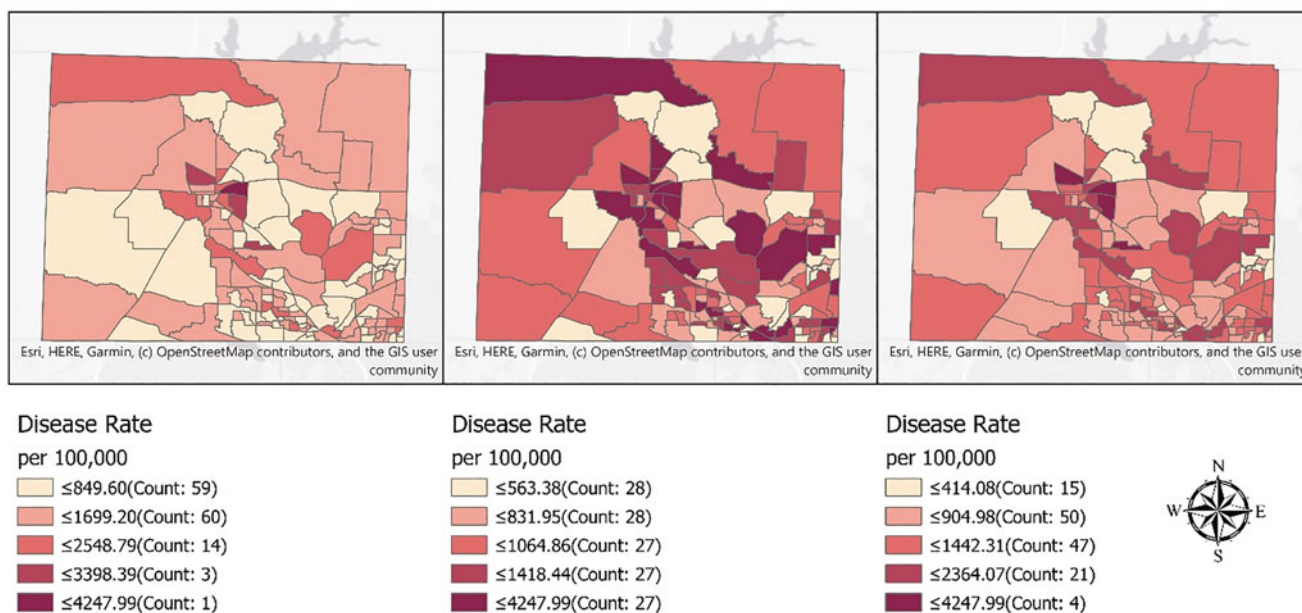 Esri, HERE, Garmin, (c) OpenStreetMap contributors, and the GIS user
community
Esri, HERE, Garmin, (c) OpenStreetMap contributors, and the GIS user
community
Esri, HERE, Garmin, (c) OpenStreetMap contributors, and the GIS user
community
Disease Rate
per 100,000
≤849.60(Count: 59)
≤1699.20(Count: 60)
≤2548.79(Count: 14)
≤3398.39(Count: 3)
≤4247.99(Count: 1)
Disease Rate
per 100,000
≤563.38(Count: 28)
≤831.95(Count: 28)
≤1064.86(Count: 27)
≤1418.44(Count: 27)
≤4247.99(Count: 27)
Disease Rate
per 100,000
≤414.08(Count: 15)
≤904.98(Count: 50)
≤1442.31(Count: 47)
≤2364.07(Count: 21)
≤4247.99(Count: 4)
N
W E
S